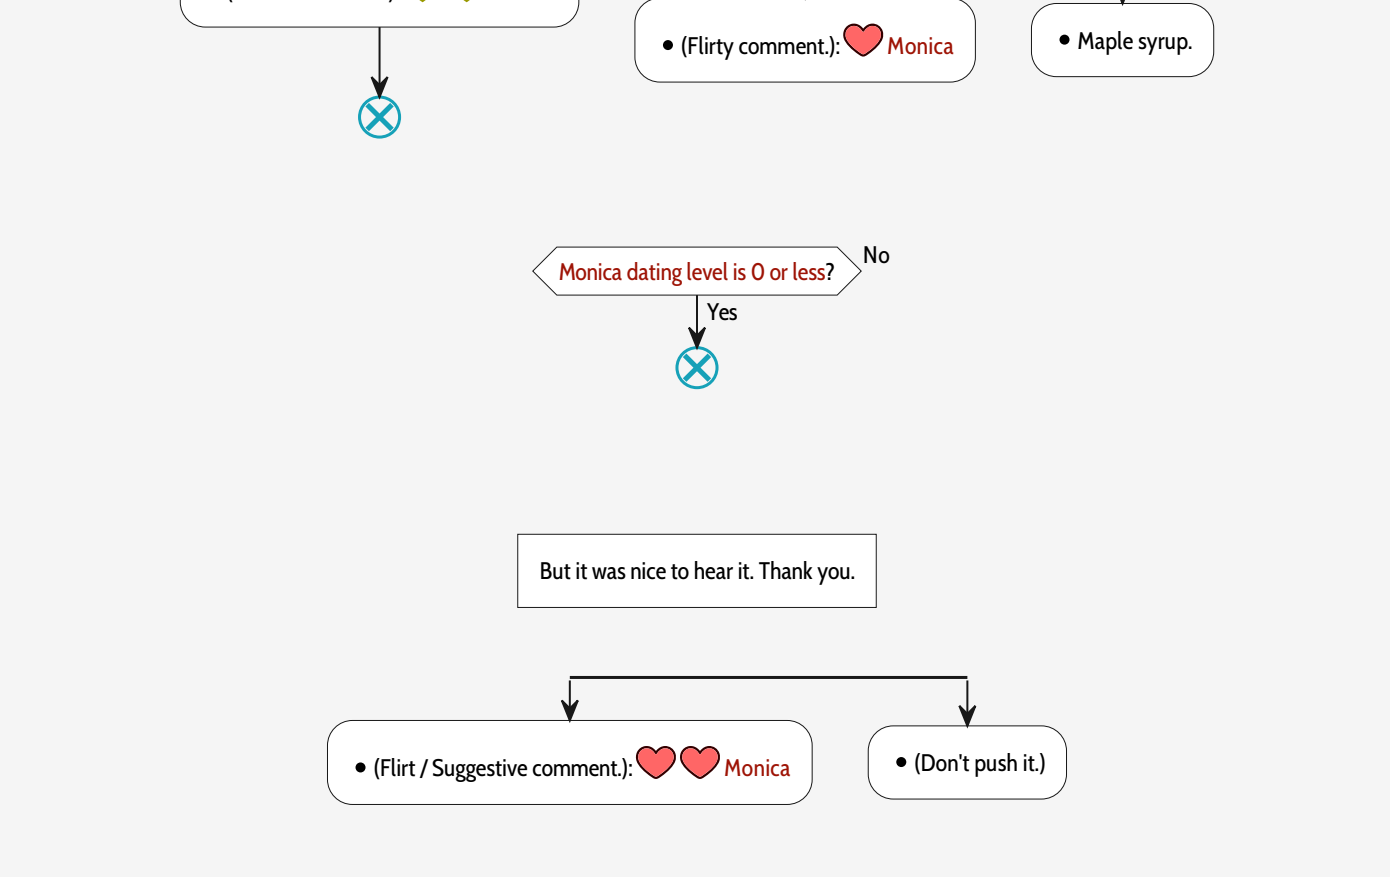 • (Flirty comment.): Monica
• Maple syrup.
Monica dating level is 0 or less?
No
Yes
But it was nice to hear it. Thank you.
• (Flirt / Suggestive comment.): Monica
• (Don't push it.)